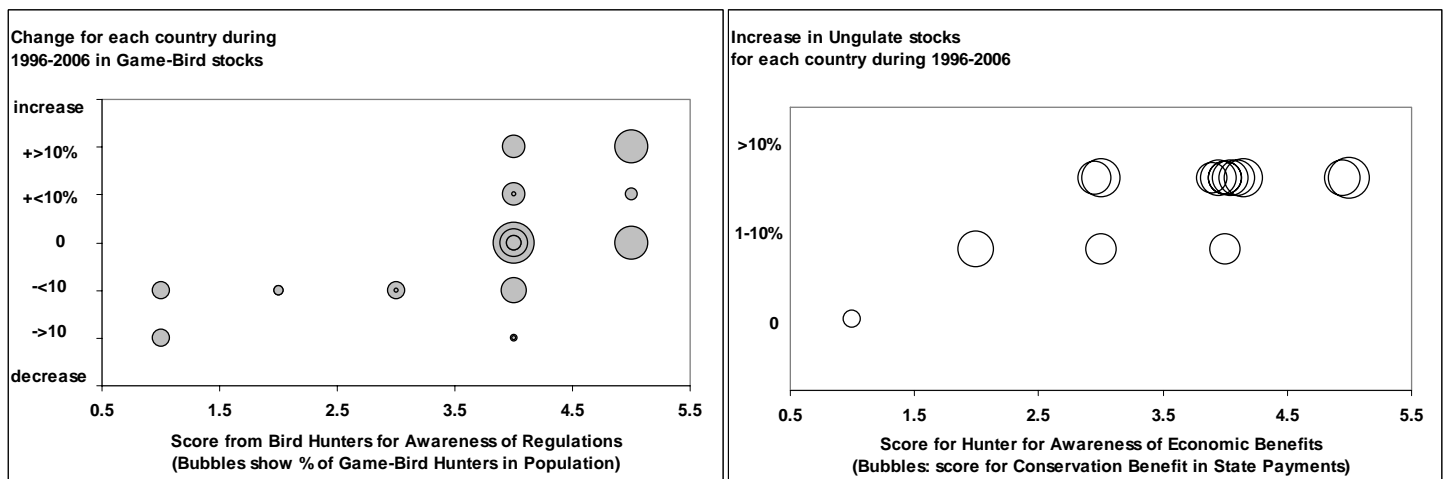 Change for each country during
1996-2006 in Game-Bird stocks
increase
+>10%
+<10%
0
-<10
->10
decrease
0.5 1.5 2.5 3.5 4.5 5.5
Score from Bird Hunters for Awareness of Regulations
(Bubbles show % of Game-Bird Hunters in Population)
Increase in Ungulate stocks
for each country during 1996-2006
>10%
1-10%
0
0.5 1.5 2.5 3.5 4.5 5.5
Score for Hunter for Awareness of Economic Benefits
(Bubbles: score for Conservation Benefit in State Payments)